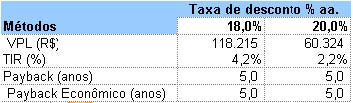 Taxa de desconto % aa.
Métodos 18,0% 20,0%
VPL (R$) 118.215 60.324
TIR (%) 4,2% 2,2%
Payback (anos) 5,0 5,0
Payback Econômico (anos) 5,0 5,0